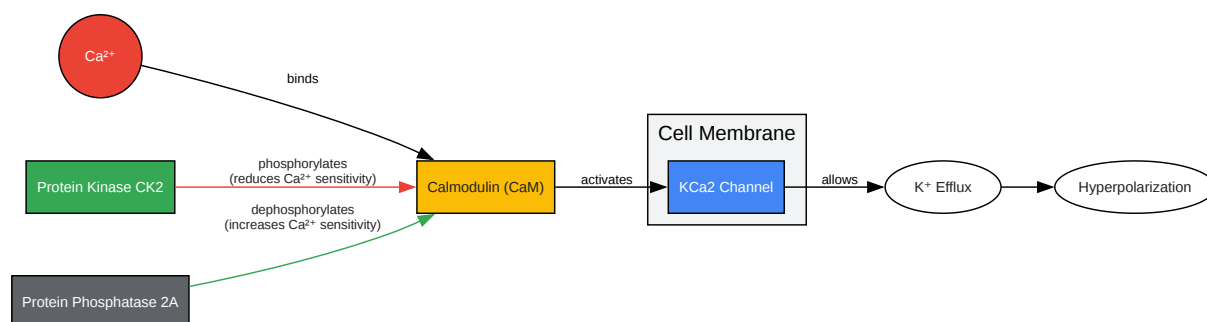 Ca²⁺
binds
Cell Membrane
Protein Kinase CK2
phosphorylates
(reduces Ca²⁺ sensitivity)
Calmodulin (CaM)
activates
KCa2 Channel
allows
K⁺ Efflux
Hyperpolarization
dephosphorylates
(increases Ca²⁺ sensitivity)
Protein Phosphatase 2A